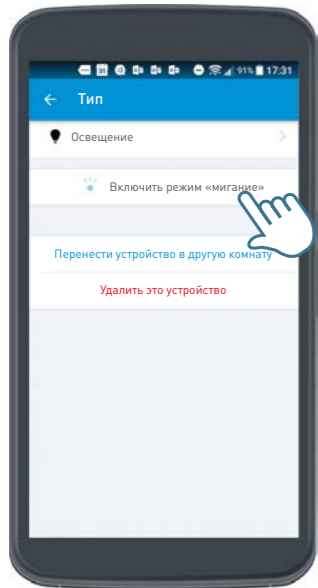 91% 17:31
Тип
Освещение
Включить режим «мигание»
Перенести устройство в другую комнату
Удалить это устройство